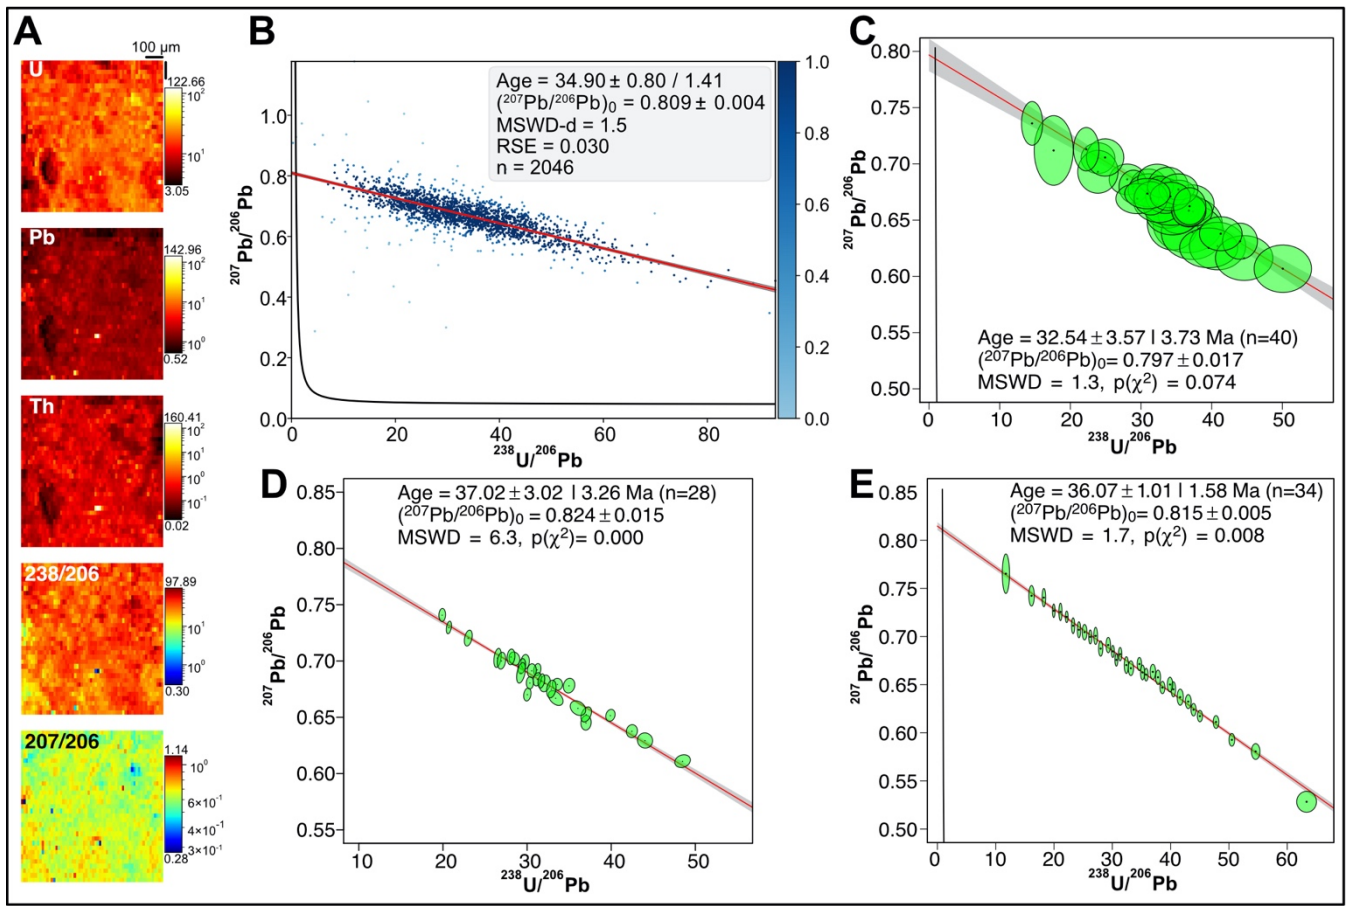 A
100 µm
U
122.66
10²
10¹
3.05
Pb
142.96
10²
10¹
10⁰
0.52
Th
160.41
10²
10¹
10⁰
10⁻¹
0.02
238/206
97.89
10¹
10⁰
0.30
207/206
1.14
10⁰
6×10⁻¹
4×10⁻¹
3×10⁻¹
0.28
B
Age = 34.90 ± 0.80 / 1.41
(²⁰⁷Pb/²⁰⁶Pb)₀ = 0.809 ± 0.004
MSWD-d = 1.5
RSE = 0.030
n = 2046
1.0
0.8
0.6
0.4
0.2
0.0
²⁰⁷Pb/²⁰⁶Pb
0 20 40 60 80
²³⁸U/²⁰⁶Pb
1.0
0.8
0.6
0.4
0.2
0.0
C
0.80
0.75
0.70
0.65
0.60
0.55
0.50
²⁰⁷Pb/²⁰⁶Pb
Age = 32.54 ± 3.57 | 3.73 Ma (n=40)
(²⁰⁷Pb/²⁰⁶Pb)₀= 0.797 ± 0.017
MSWD = 1.3, p(χ²) = 0.074
0 10 20 30 40 50
²³⁸U/²⁰⁶Pb
D
Age = 37.02 ± 3.02 | 3.26 Ma (n=28)
(²⁰⁷Pb/²⁰⁶Pb)₀ = 0.824 ± 0.015
MSWD = 6.3, p(χ²)= 0.000
0.85
0.80
0.75
0.70
0.65
0.60
0.55
²⁰⁷Pb/²⁰⁶Pb
10 20 30 40 50
²³⁸U/²⁰⁶Pb
E
Age = 36.07 ± 1.01 | 1.58 Ma (n=34)
(²⁰⁷Pb/²⁰⁶Pb)₀ = 0.815 ± 0.005
MSWD = 1.7, p(χ²) = 0.008
0.85
0.80
0.75
0.70
0.65
0.60
0.55
0.50
²⁰⁷Pb/²⁰⁶Pb
0 10 20 30 40 50 60
²³⁸U/²⁰⁶Pb